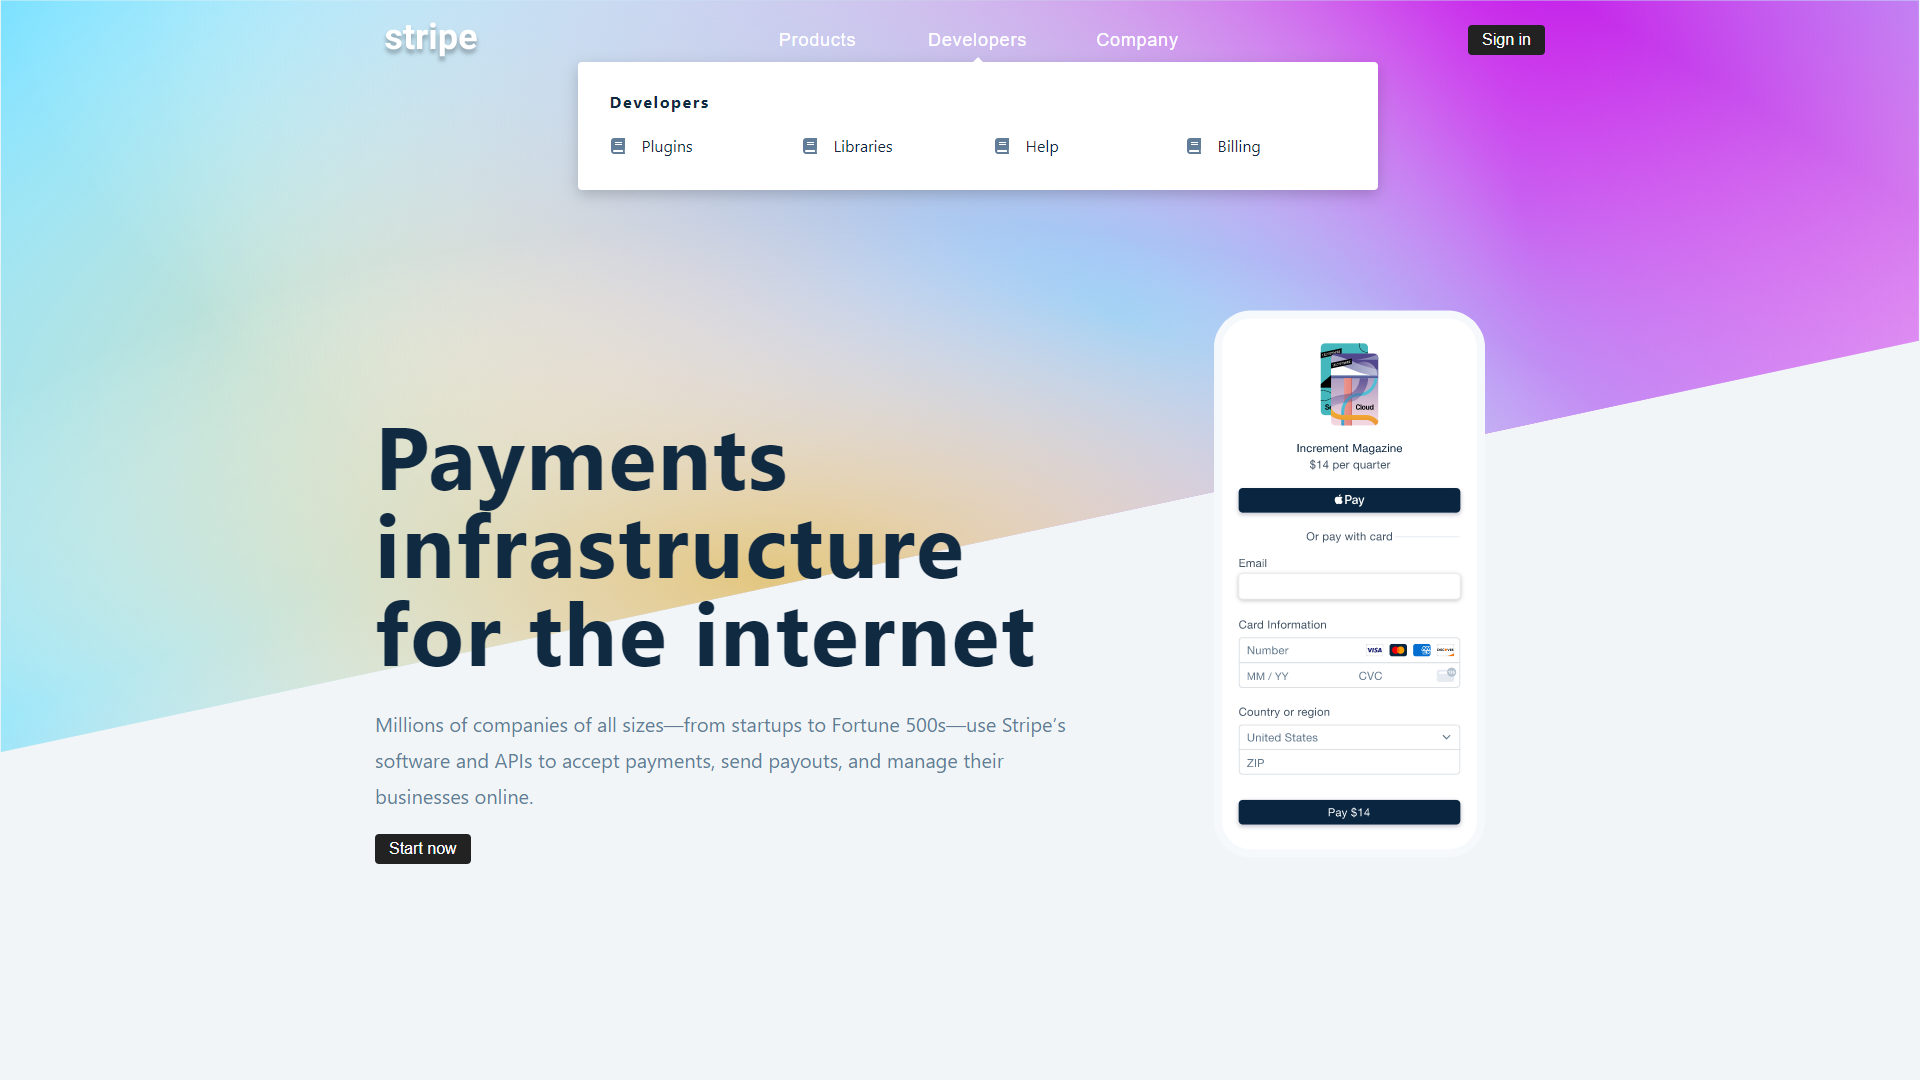 stripe
Products Developers Company
Sign in
Developers
Plugins Libraries Help Billing
Payments
infrastructure
for the internet
Millions of companies of all sizes—from startups to Fortune 500s—use Stripe’s
software and APIs to accept payments, send payouts, and manage their
businesses online.
Start now
Cloud
Increment Magazine
$14 per quarter
Pay
Or pay with card
Email
Card Information
Number VISA
MM / YY CVC
Country or region
United States
ZIP
Pay $14